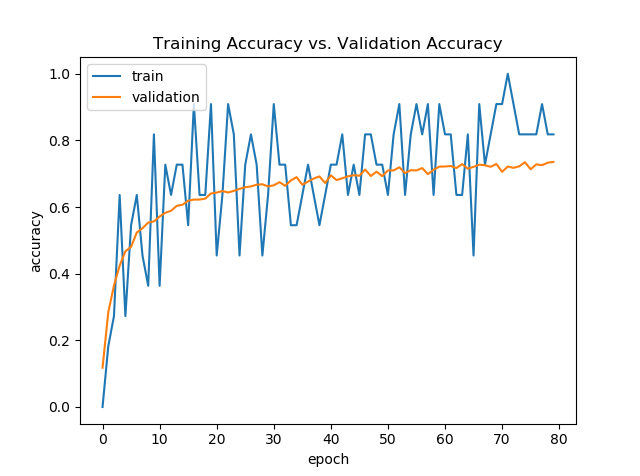 Training Accuracy vs. Validation Accuracy
train
validation
accuracy
1.0
0.8
0.6
0.4
0.2
0.0
0 10 20 30 40 50 60 70 80
epoch